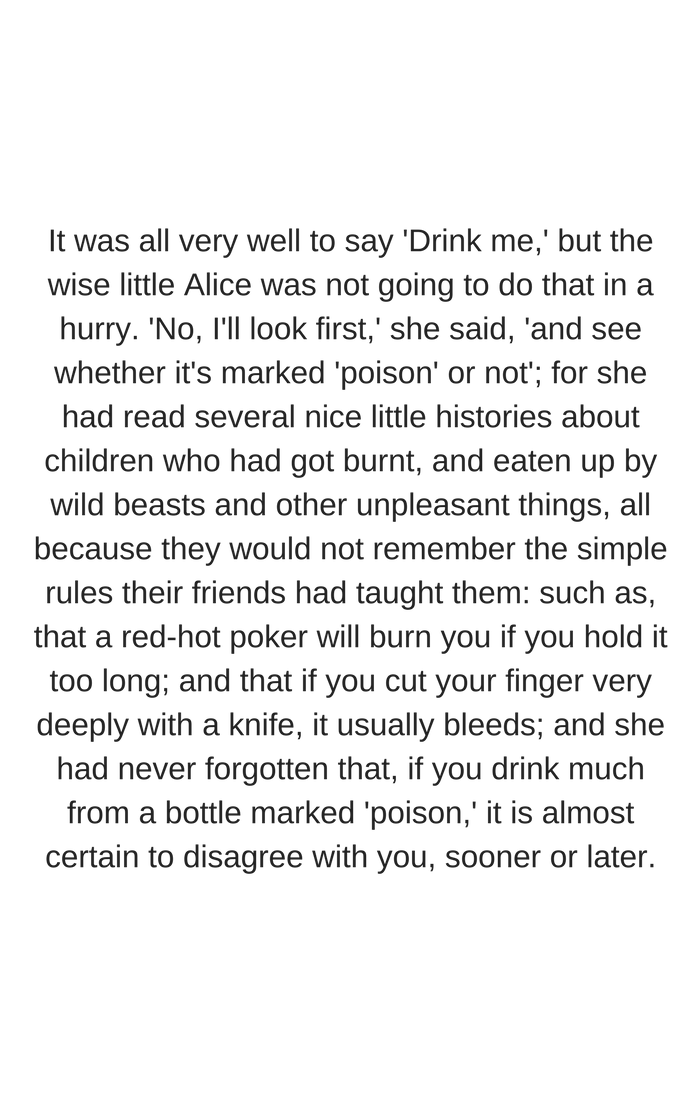 It was all very well to say 'Drink me,' but the
wise little Alice was not going to do that in a
hurry. 'No, I'll look first,' she said, 'and see
whether it's marked 'poison' or not'; for she
had read several nice little histories about
children who had got burnt, and eaten up by
wild beasts and other unpleasant things, all
because they would not remember the simple
rules their friends had taught them: such as,
that a red-hot poker will burn you if you hold it
too long; and that if you cut your finger very
deeply with a knife, it usually bleeds; and she
had never forgotten that, if you drink much
from a bottle marked 'poison,' it is almost
certain to disagree with you, sooner or later.